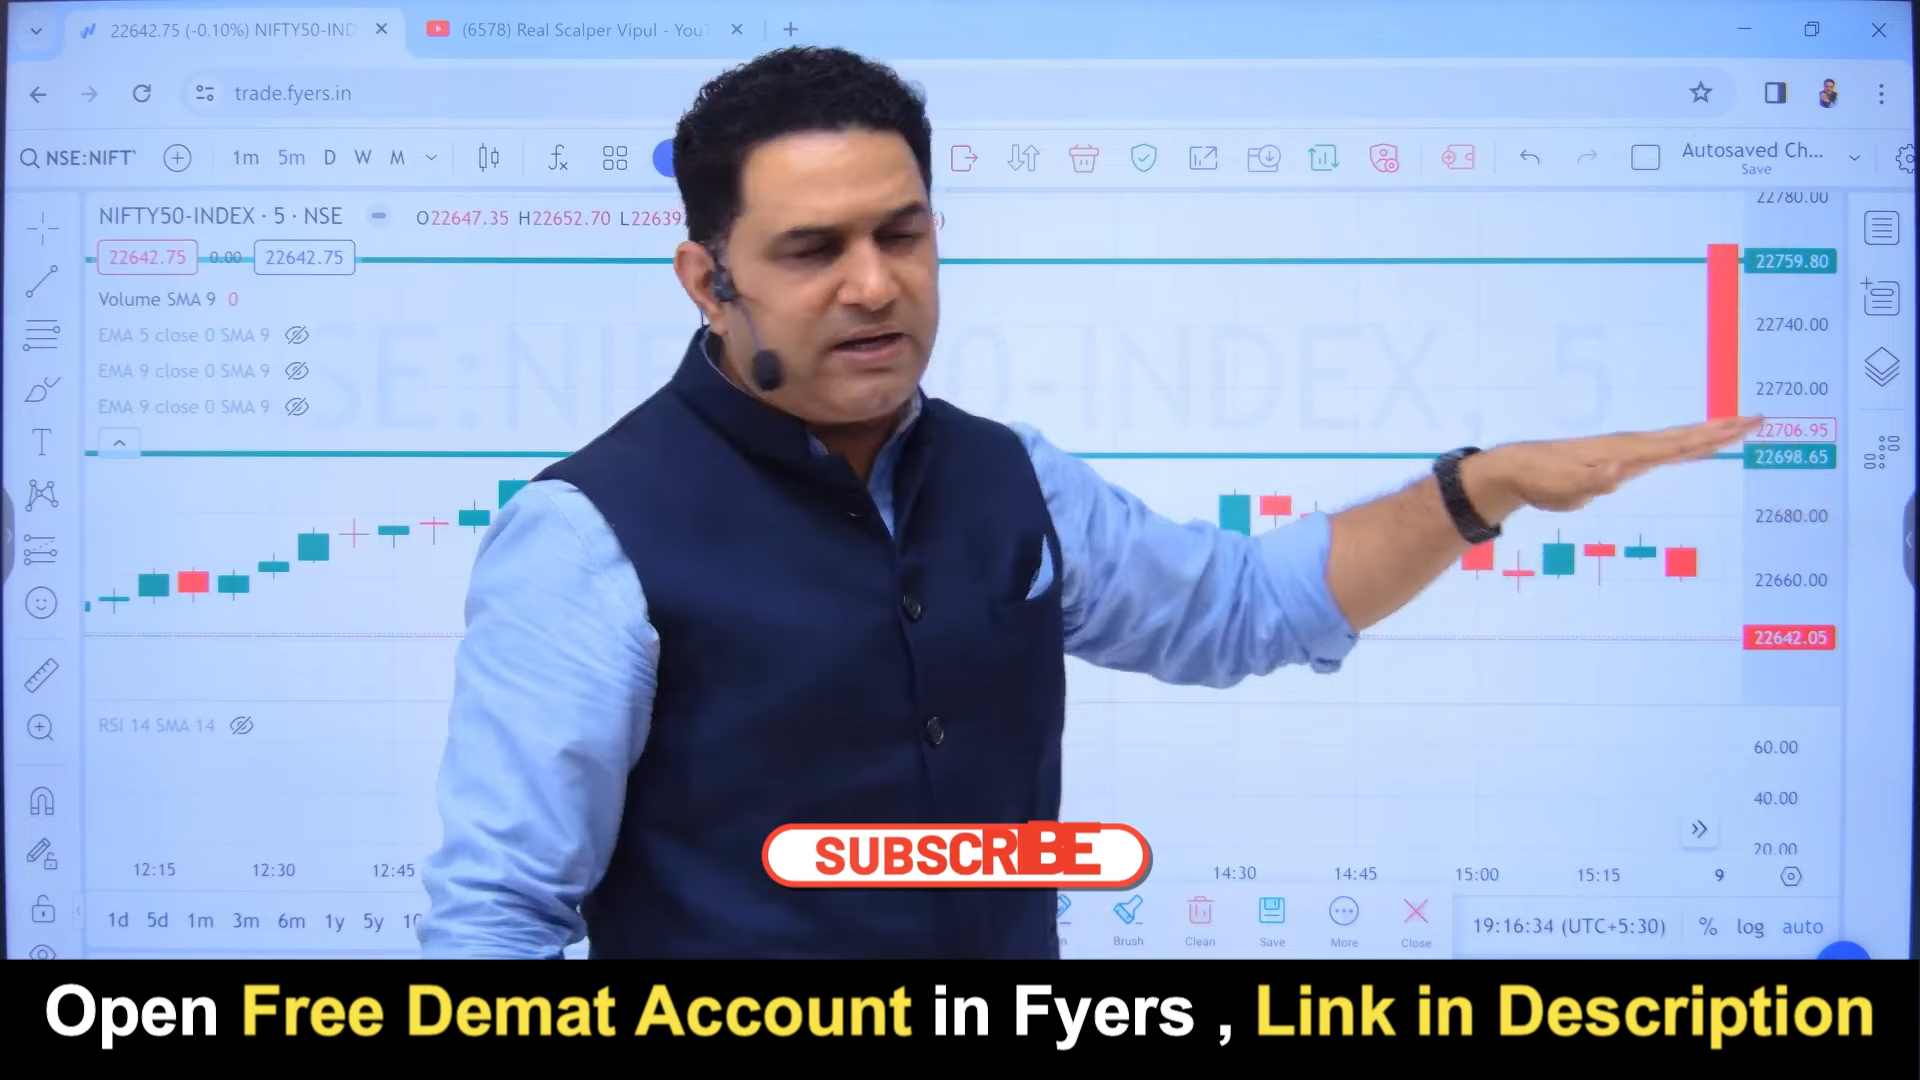 22642.75 (-0.10%) NIFTY50-IND
(6578) Real Scalper Vipul - You
trade.fyers.in
NSE:NIFT
1m 5m D W M
Autosaved Ch...
Save
NIFTY50-INDEX · 5 · NSE
O22647.35 H22652.70 L22639
22642.75 0.00 22642.75
Volume SMA 9 0
EMA 5 close 0 SMA 9
EMA 9 close 0 SMA 9
EMA 9 close 0 SMA 9
22780.00
22759.80
22740.00
22720.00
22706.95
22698.65
22680.00
22660.00
22642.05
RSI 14 SMA 14
60.00
40.00
20.00
SUBSCRIBE
12:15 12:30 12:45 14:30 14:45 15:00 15:15 9
1d 5d 1m 3m 6m 1y 5y
Brush Clean Save More Close
19:16:34 (UTC+5:30) % log auto
Open Free Demat Account in Fyers , Link in Description